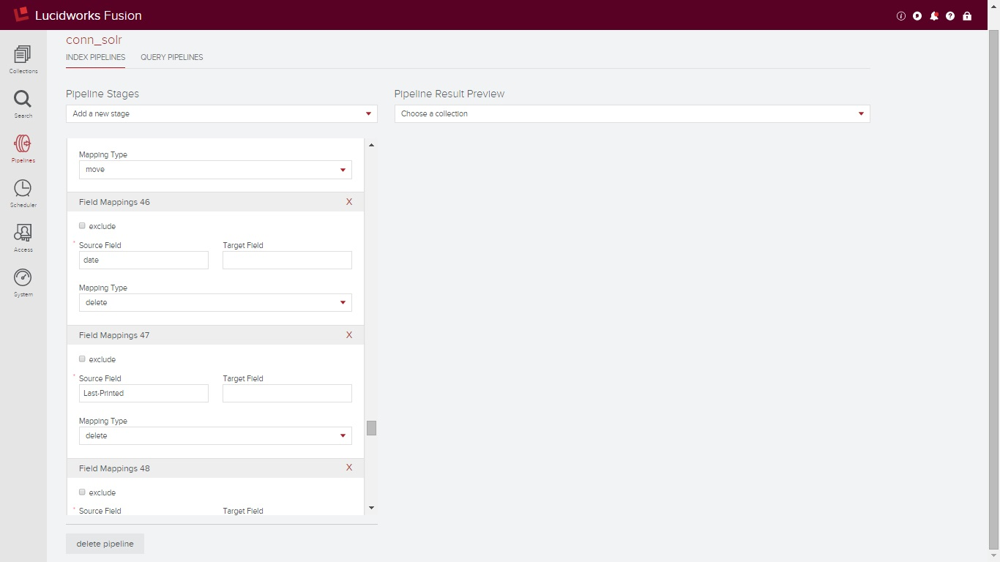 Lucidworks Fusion
conn_solr
INDEX PIPELINES QUERY PIPELINES
Collections
Search
Pipelines
Scheduler
Access
System
Pipeline Stages
Add a new stage
Pipeline Result Preview
Choose a collection
Mapping Type
move
Field Mappings 46 X
exclude
* Source Field Target Field
date
Mapping Type
delete
Field Mappings 47 X
exclude
* Source Field Target Field
Last-Printed
Mapping Type
delete
Field Mappings 48 X
exclude
* Source Field Target Field
delete pipeline